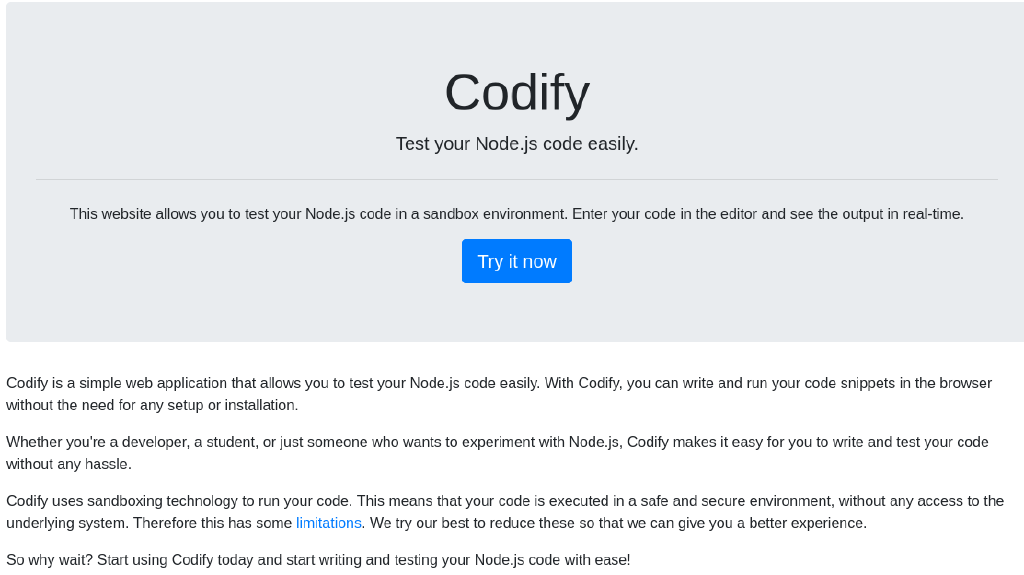 Codify
Test your Node.js code easily.
This website allows you to test your Node.js code in a sandbox environment. Enter your code in the editor and see the output in real-time.
Try it now
Codify is a simple web application that allows you to test your Node.js code easily. With Codify, you can write and run your code snippets in the browser
without the need for any setup or installation.
Whether you're a developer, a student, or just someone who wants to experiment with Node.js, Codify makes it easy for you to write and test your code
without any hassle.
Codify uses sandboxing technology to run your code. This means that your code is executed in a safe and secure environment, without any access to the
underlying system. Therefore this has some limitations. We try our best to reduce these so that we can give you a better experience.
So why wait? Start using Codify today and start writing and testing your Node.js code with ease!